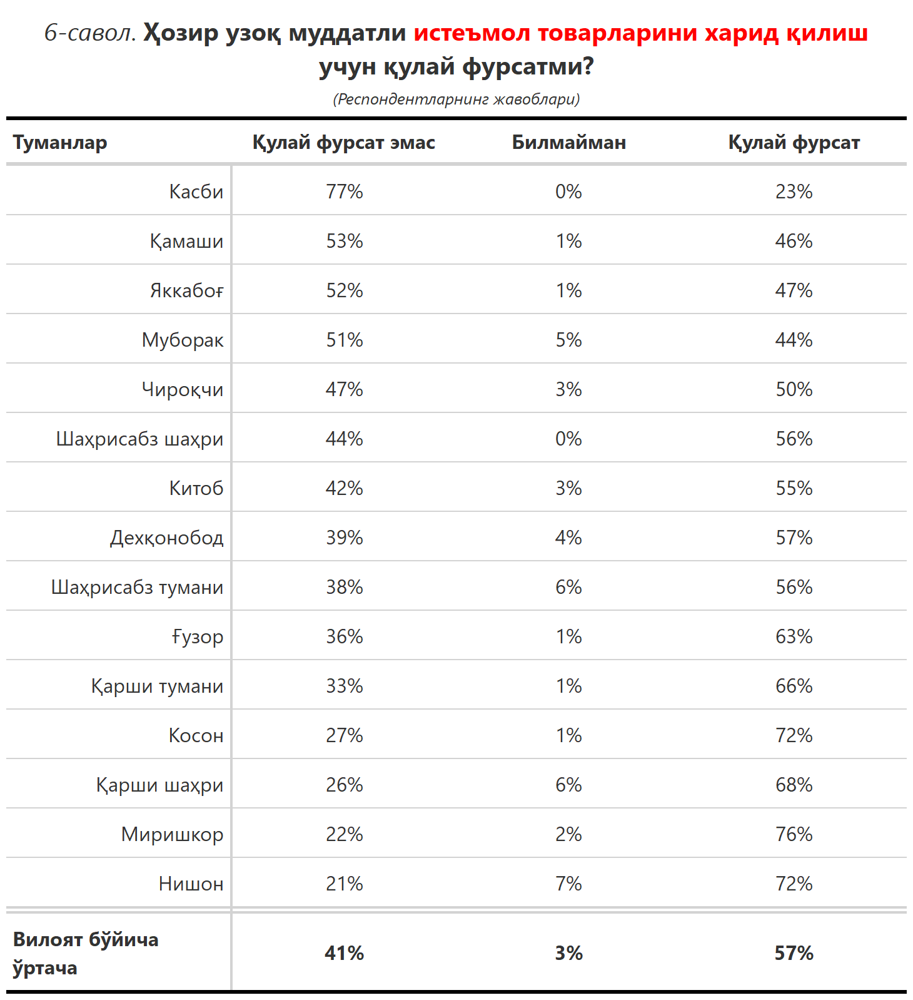 6-савол. Ҳозир узоқ муддатли истеъмол товарларини харид қилиш
учун қулай фурсатми?
(Респондентларнинг жавоблари)
Туманлар Қулай фурсат эмас Билмайман Қулай фурсат
Касби 77% 0% 23%
Қамаши 53% 1% 46%
Яккабоғ 52% 1% 47%
Муборак 51% 5% 44%
Чироқчи 47% 3% 50%
Шаҳрисабз шаҳри 44% 0% 56%
Китоб 42% 3% 55%
Дехқонобод 39% 4% 57%
Шаҳрисабз тумани 38% 6% 56%
Ғузор 36% 1% 63%
Қарши тумани 33% 1% 66%
Косон 27% 1% 72%
Қарши шаҳри 26% 6% 68%
Миришкор 22% 2% 76%
Нишон 21% 7% 72%
Вилоят бўйича
ўртача 41% 3% 57%